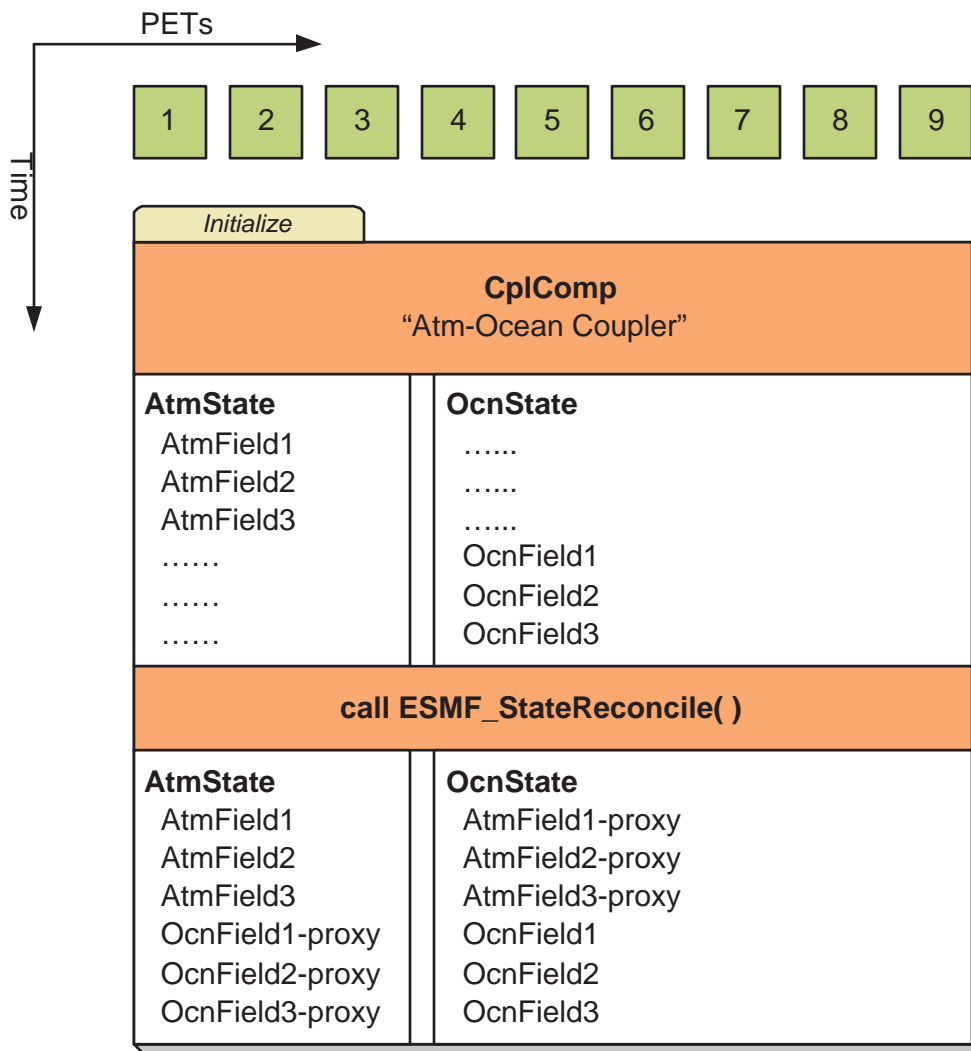 PETs
Time
1 2 3 4 5 6 7 8 9
Initialize
CplComp
“Atm-Ocean Coupler”
AtmState
AtmField1
AtmField2
AtmField3
……
……
……
OcnState
…...
…...
…...
OcnField1
OcnField2
OcnField3
call ESMF_StateReconcile( )
AtmState
AtmField1
AtmField2
AtmField3
OcnField1-proxy
OcnField2-proxy
OcnField3-proxy
OcnState
AtmField1-proxy
AtmField2-proxy
AtmField3-proxy
OcnField1
OcnField2
OcnField3